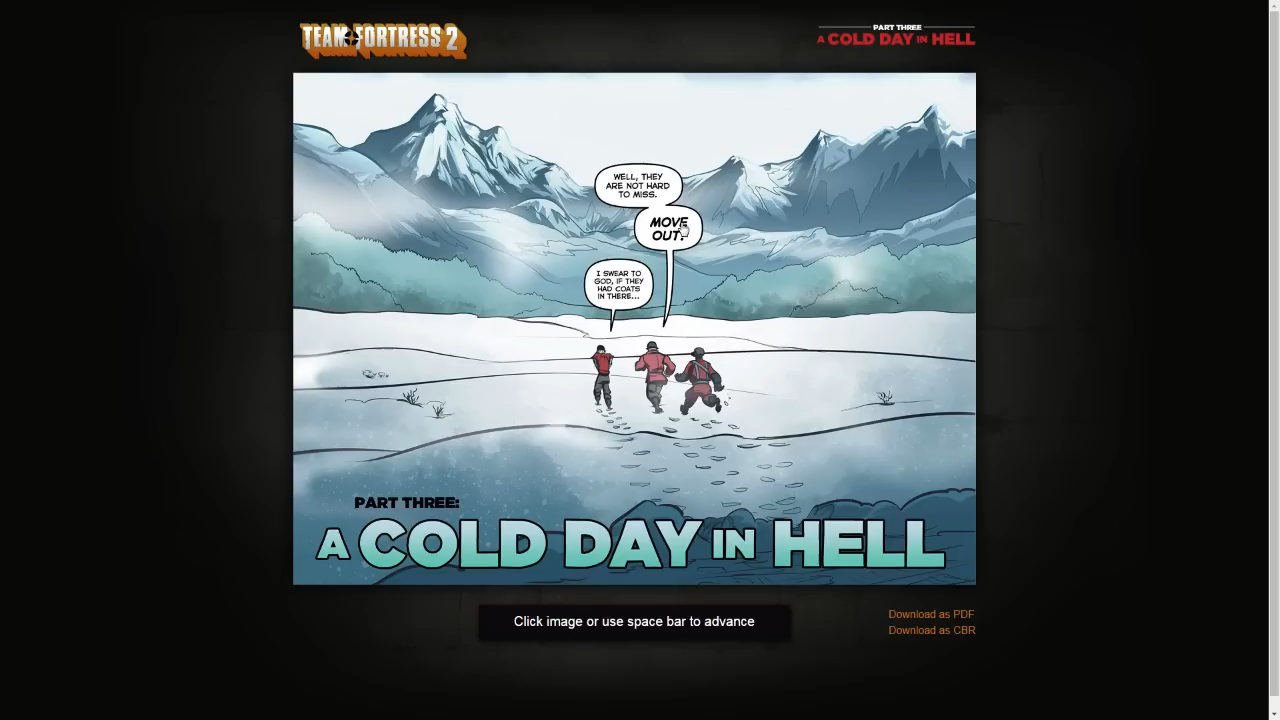 TEAM FORTRESS 2
PART THREE
A COLD DAY IN HELL
WELL, THEY
ARE NOT HARD
TO MISS.
MOVE
OUT.
I SWEAR TO
GOD, IF THEY
HAD COATS
IN THERE...
PART THREE:
A COLD DAY IN HELL
Click image or use space bar to advance
Download as PDF
Download as CBR